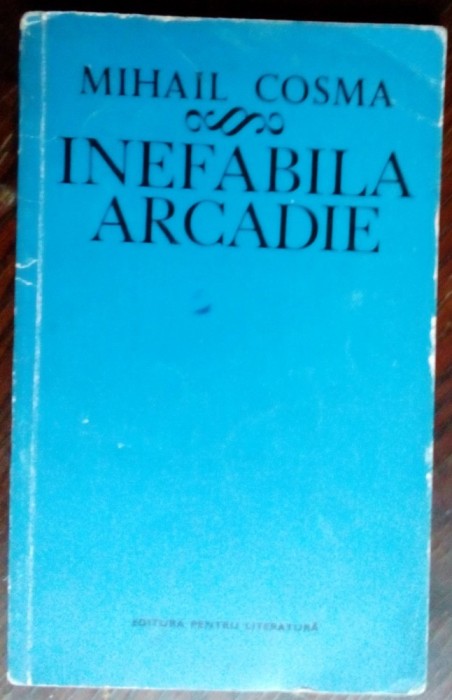 MIHAIL COSMA
INEFABILA
ARCADIE
EDITURA PENTRU LITERATURĂ